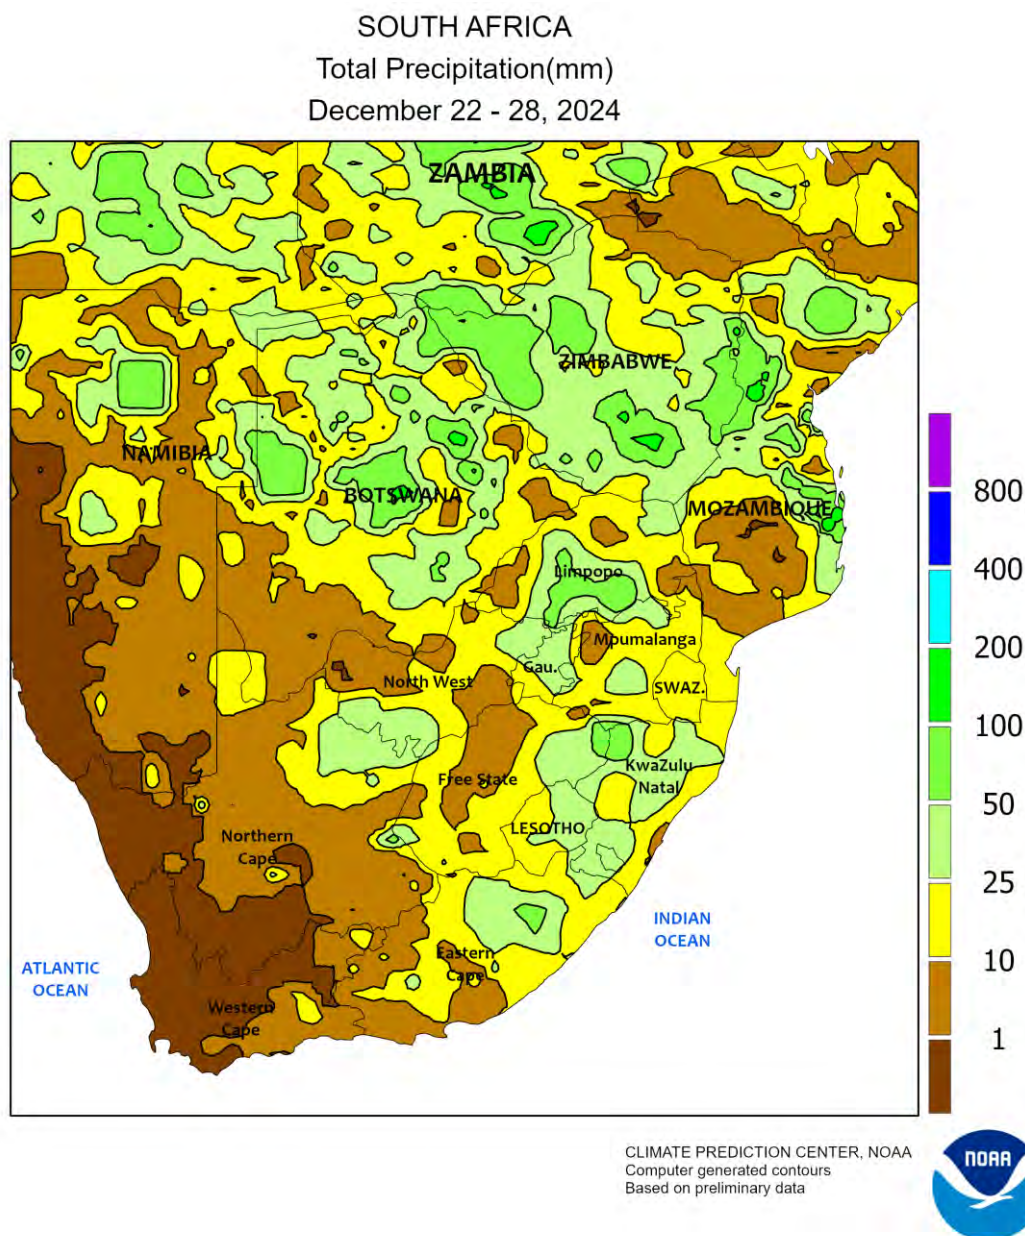 SOUTH AFRICA
Total Precipitation(mm)
December 22 - 28, 2024
ZAMBIA
ZIMBABWE
NAMIBIA
BOTSWANA
MOZAMBIQUE
Limpopo
Mpumalanga
Gau.
North West
SWAZ.
KwaZulu
Natal
Free State
LESOTHO
Northern
Cape
INDIAN
OCEAN
Eastern
Cape
ATLANTIC
OCEAN
Western
Cape
800
400
200
100
50
25
10
1
CLIMATE PREDICTION CENTER, NOAA
Computer generated contours
Based on preliminary data
NOAA